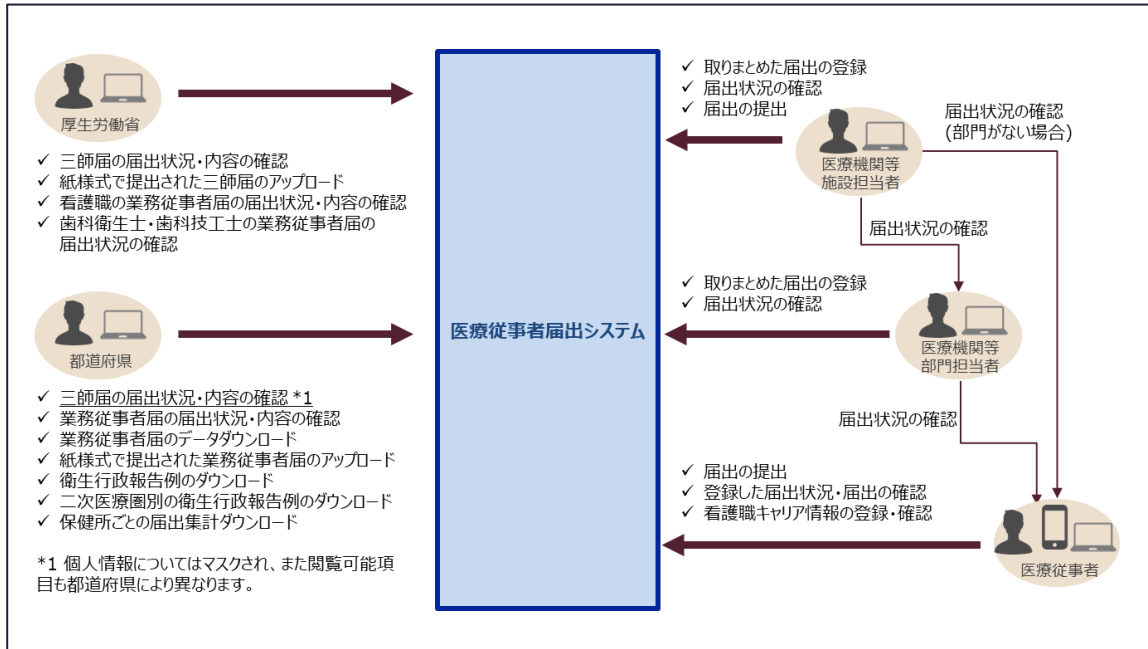 厚生労働省
✓ 三師届の届出状況・内容の確認
✓ 紙様式で提出された三師届のアップロード
✓ 看護職の業務従事者届の届出状況・内容の確認
✓ 歯科衛生士・歯科技工士の業務従事者届の
届出状況の確認
都道府県
✓ 三師届の届出状況・内容の確認 *1
✓ 業務従事者届の届出状況・内容の確認
✓ 業務従事者届のデータダウンロード
✓ 紙様式で提出された業務従事者届のアップロード
✓ 衛生行政報告例のダウンロード
✓ 二次医療圏別の衛生行政報告例のダウンロード
✓ 保健所ごとの届出集計ダウンロード
*1 個人情報についてはマスクされ、また閲覧可能項
目も都道府県により異なります。
医療従事者届出システム
✓ 取りまとめた届出の登録
✓ 届出状況の確認
✓ 届出の提出
医療機関等
施設担当者
届出状況の確認
(部門がない場合)
届出状況の確認
✓ 取りまとめた届出の登録
✓ 届出状況の確認
医療機関等
部門担当者
届出状況の確認
✓ 届出の提出
✓ 登録した届出状況・届出の確認
✓ 看護職キャリア情報の登録・確認
医療従事者